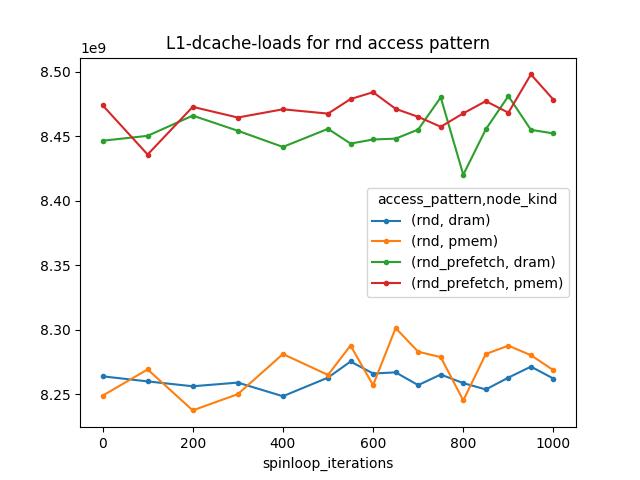 L1-dcache-loads for rnd access pattern
1e9
8.50
8.45
8.40
8.35
8.30
8.25
access_pattern,node_kind
(rnd, dram)
(rnd, pmem)
(rnd_prefetch, dram)
(rnd_prefetch, pmem)
0 200 400 600 800 1000
spinloop_iterations